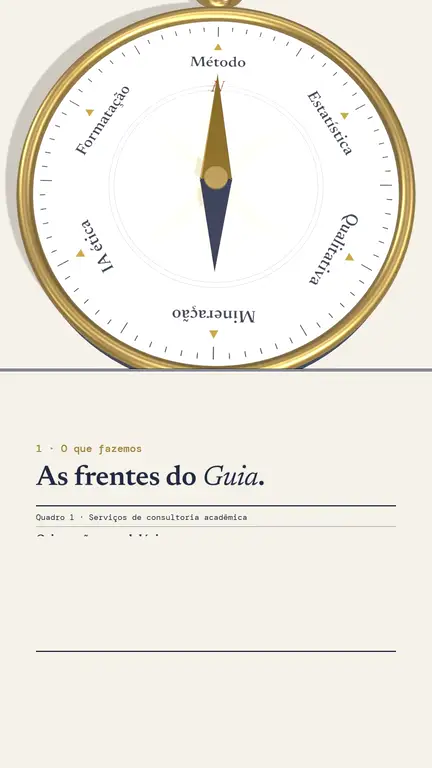 Método
N
Estatística
Qualitativa
Mineração
IA ética
Formatação
1 · O que fazemos
As frentes do Guia.
Quadro 1 · Serviços de consultoria acadêmica